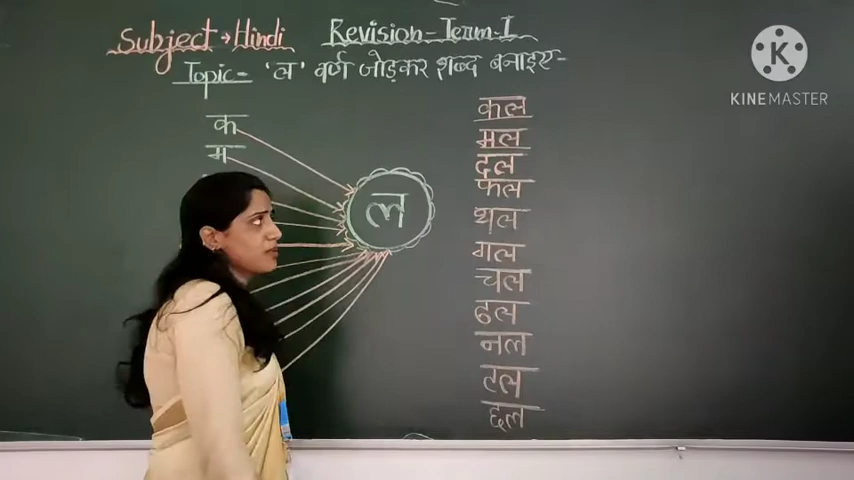 Subject→Hindi
Revision-Term-I
Topic- 'ल' वर्ण जोड़कर शब्द बनाइए-
क
म
ल
कल
मल
दल
फल
थल
गल
चल
ढल
नल
टल
छल
K
KINEMASTER